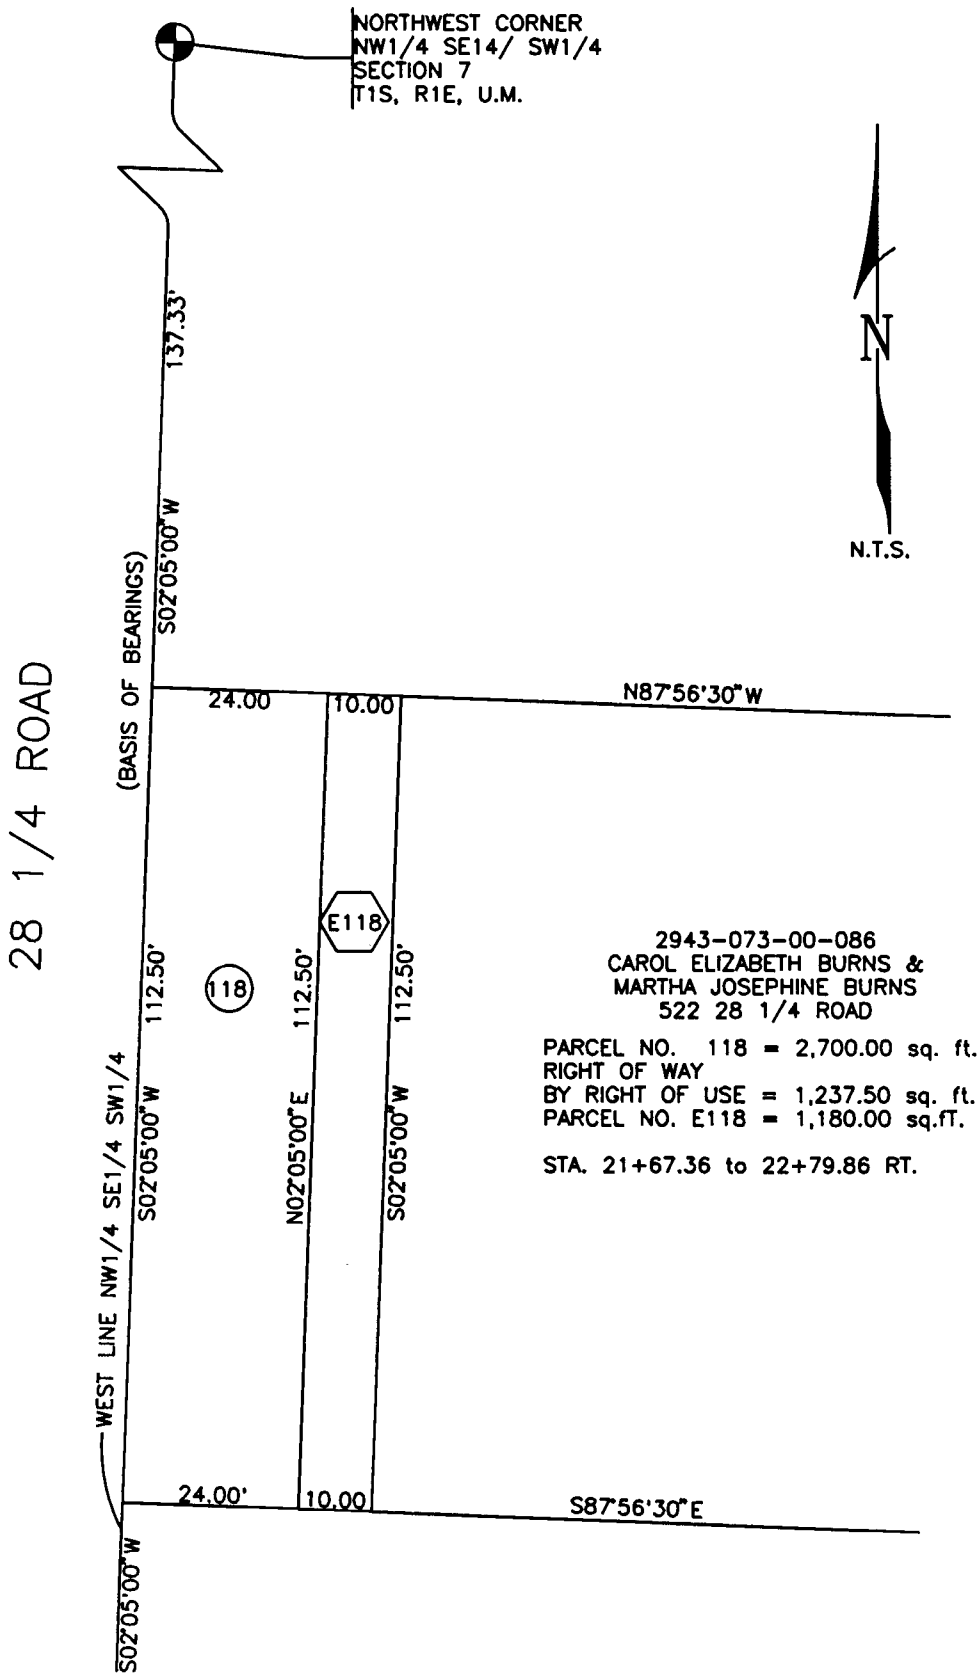 NORTHWEST CORNER
NW1/4 SE14/ SW1/4
SECTION 7
T1S, R1E, U.M.
N
N.T.S.
137.33'
S02°05'00"W
(BASIS OF BEARINGS)
28 1/4 ROAD
24.00
10.00
N87°56'30"W
E118
118
112.50'
112.50'
112.50'
S02°05'00"W
N02°05'00"E
S02°05'00"W
2943-073-00-086
CAROL ELIZABETH BURNS &
MARTHA JOSEPHINE BURNS
522 28 1/4 ROAD
PARCEL NO. 118 = 2,700.00 sq. ft.
RIGHT OF WAY
BY RIGHT OF USE = 1,237.50 sq. ft.
PARCEL NO. E118 = 1,180.00 sq.fT.
STA. 21+67.36 to 22+79.86 RT.
WEST LINE NW1/4 SE1/4 SW1/4
24.00'
10.00
S87°56'30"E
S02°05'00"W